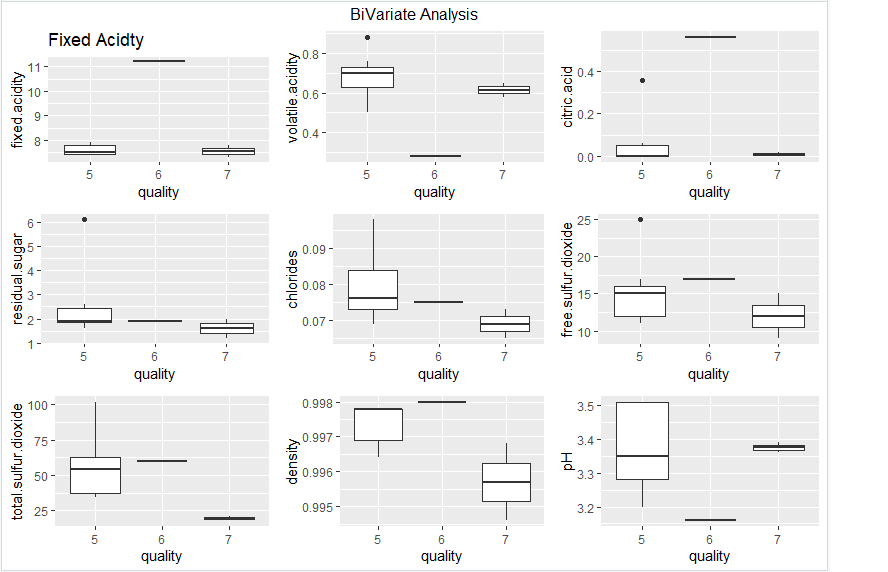 BiVariate Analysis
Fixed Acidty
fixed.acidity
11
10
9
8
5 6 7
quality
volatile.acidity
0.8
0.6
0.4
5 6 7
quality
citric.acid
0.4
0.2
0.0
5 6 7
quality
residual.sugar
6
5
4
3
2
1
5 6 7
quality
chlorides
0.09
0.08
0.07
5 6 7
quality
free.sulfur.dioxide
25
20
15
10
5 6 7
quality
total.sulfur.dioxide
100
75
50
25
5 6 7
quality
density
0.998
0.997
0.996
0.995
5 6 7
quality
pH
3.5
3.4
3.3
3.2
5 6 7
quality